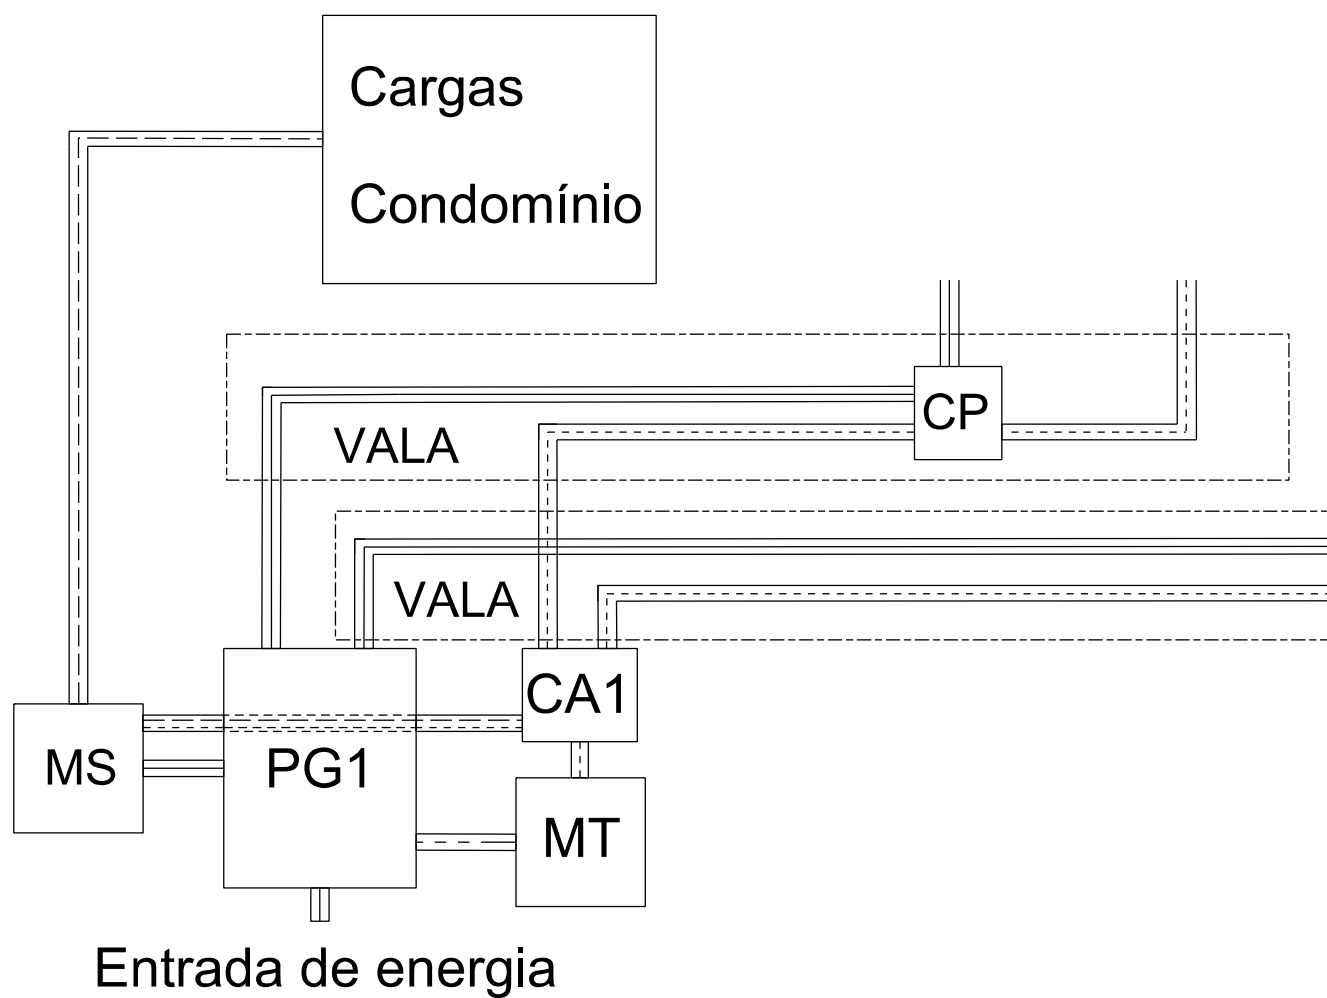 Cargas
Condomínio
CP
VALA
VALA
CA1
MS
PG1
MT
Entrada de energia